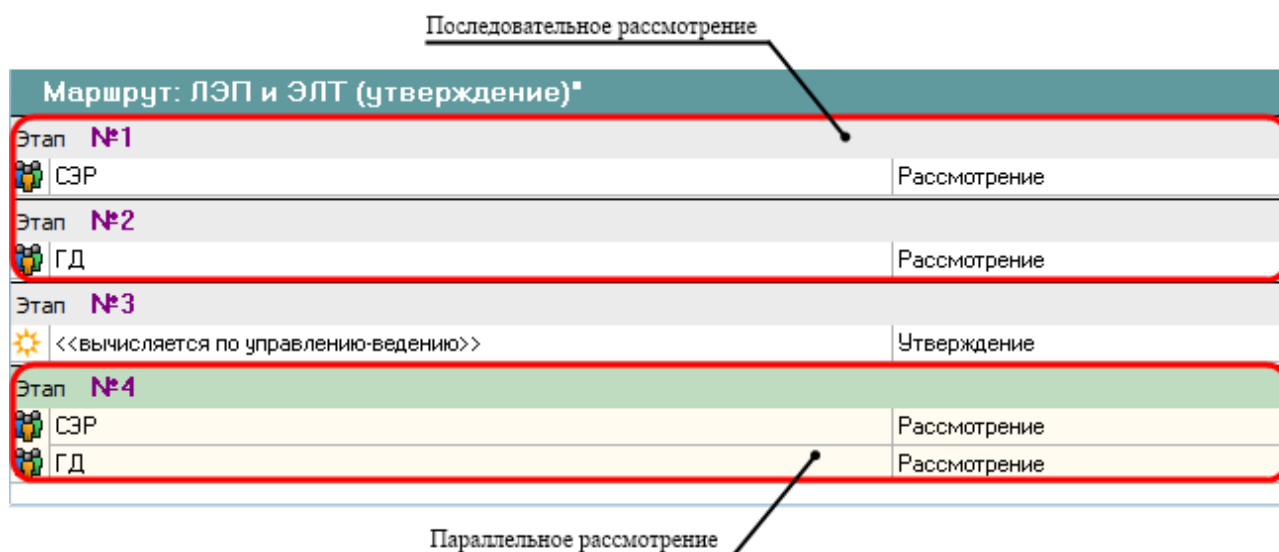 Последовательное рассмотрение
Маршрут: ЛЭП и ЭЛТ (утверждение)*
Этап №1
СЭР Рассмотрение
Этап №2
ГД Рассмотрение
Этап №3
<<вычисляется по управлению-ведению>> Утверждение
Этап №4
СЭР Рассмотрение
ГД Рассмотрение
Параллельное рассмотрение